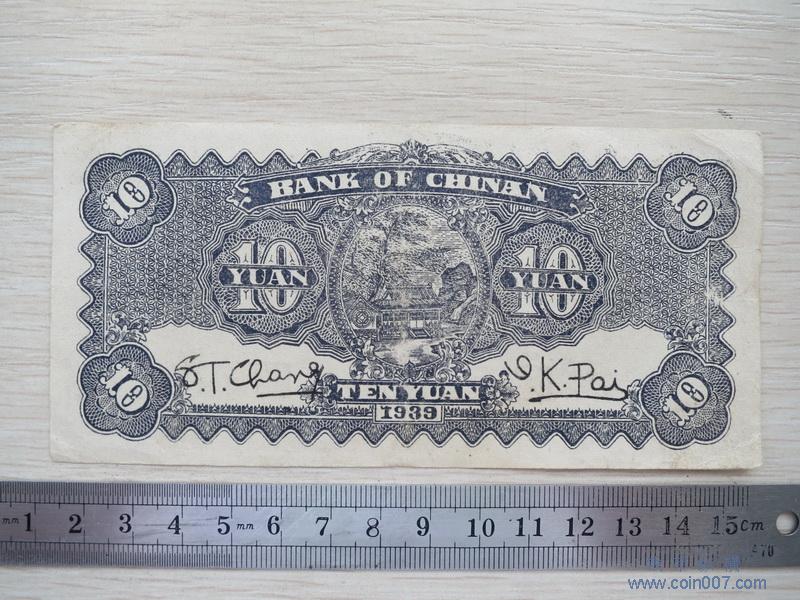 BANK OF CHINAN
10
10
10 YUAN
10 YUAN
S.T. Chang
K. Pai
TEN YUAN
1939
10
10
mm 1 2 3 4 5 mm 6 7 8 9 10 11 12 13 14 15 cm
www.coin007.com